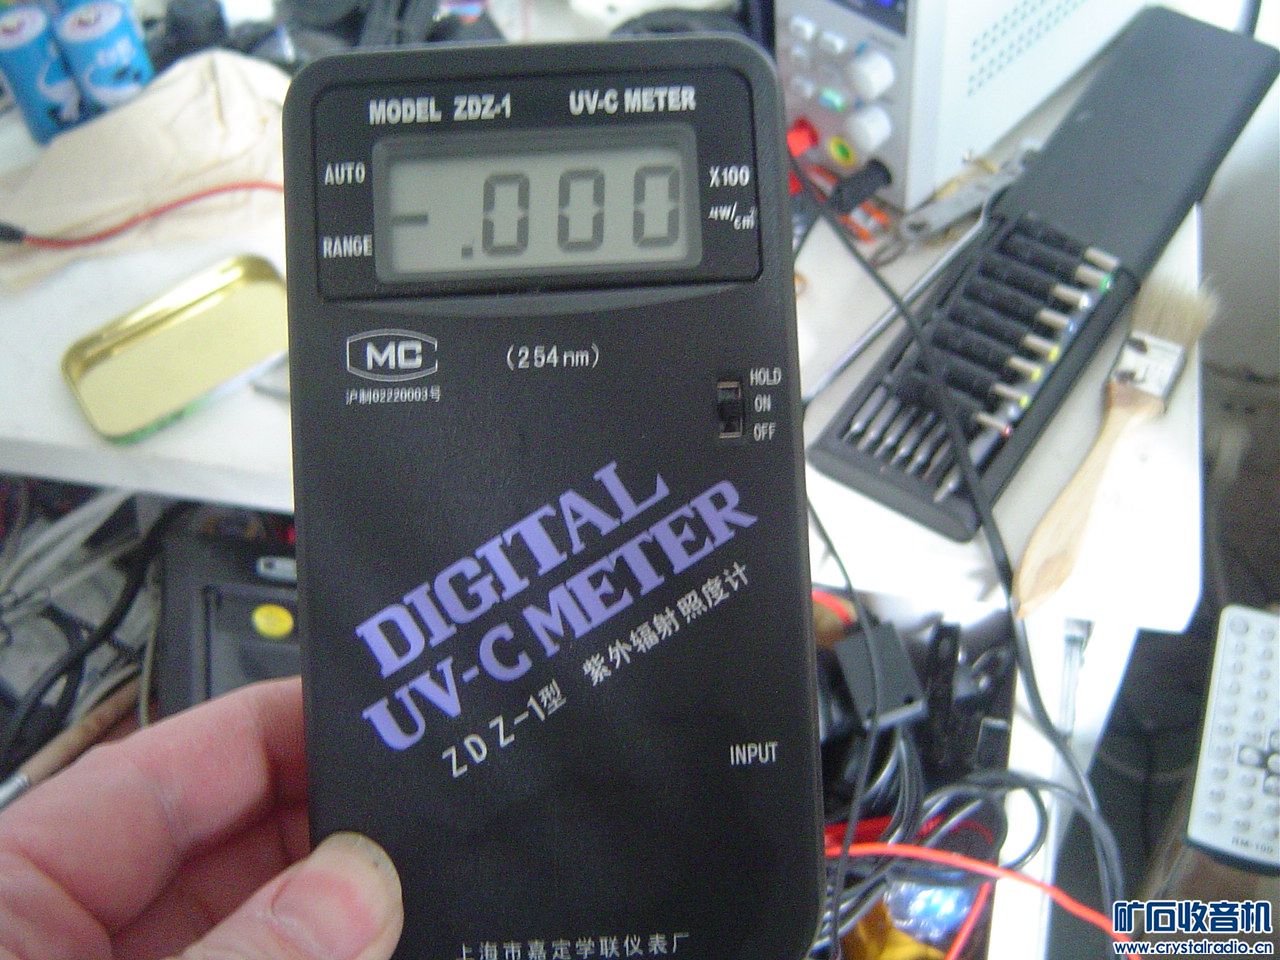 MODEL ZDZ-1 UV-C METER
AUTO
RANGE
-.000
X100
μW/cm²
MC
沪制02220003号
(254nm)
HOLD
ON
OFF
DIGITAL
UV-C METER
ZDZ-1型 紫外辐射照度计
INPUT
上海市嘉定学联仪表厂
RM-100
矿石收音机
www.crystalradio.cn